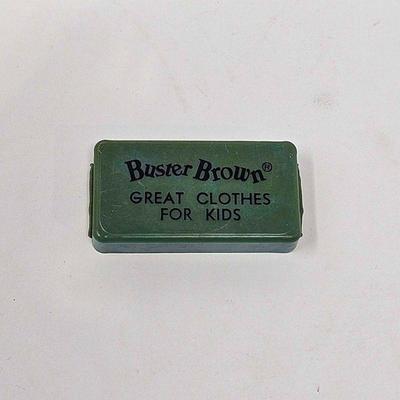 Buster Brown®
GREAT CLOTHES
FOR KIDS